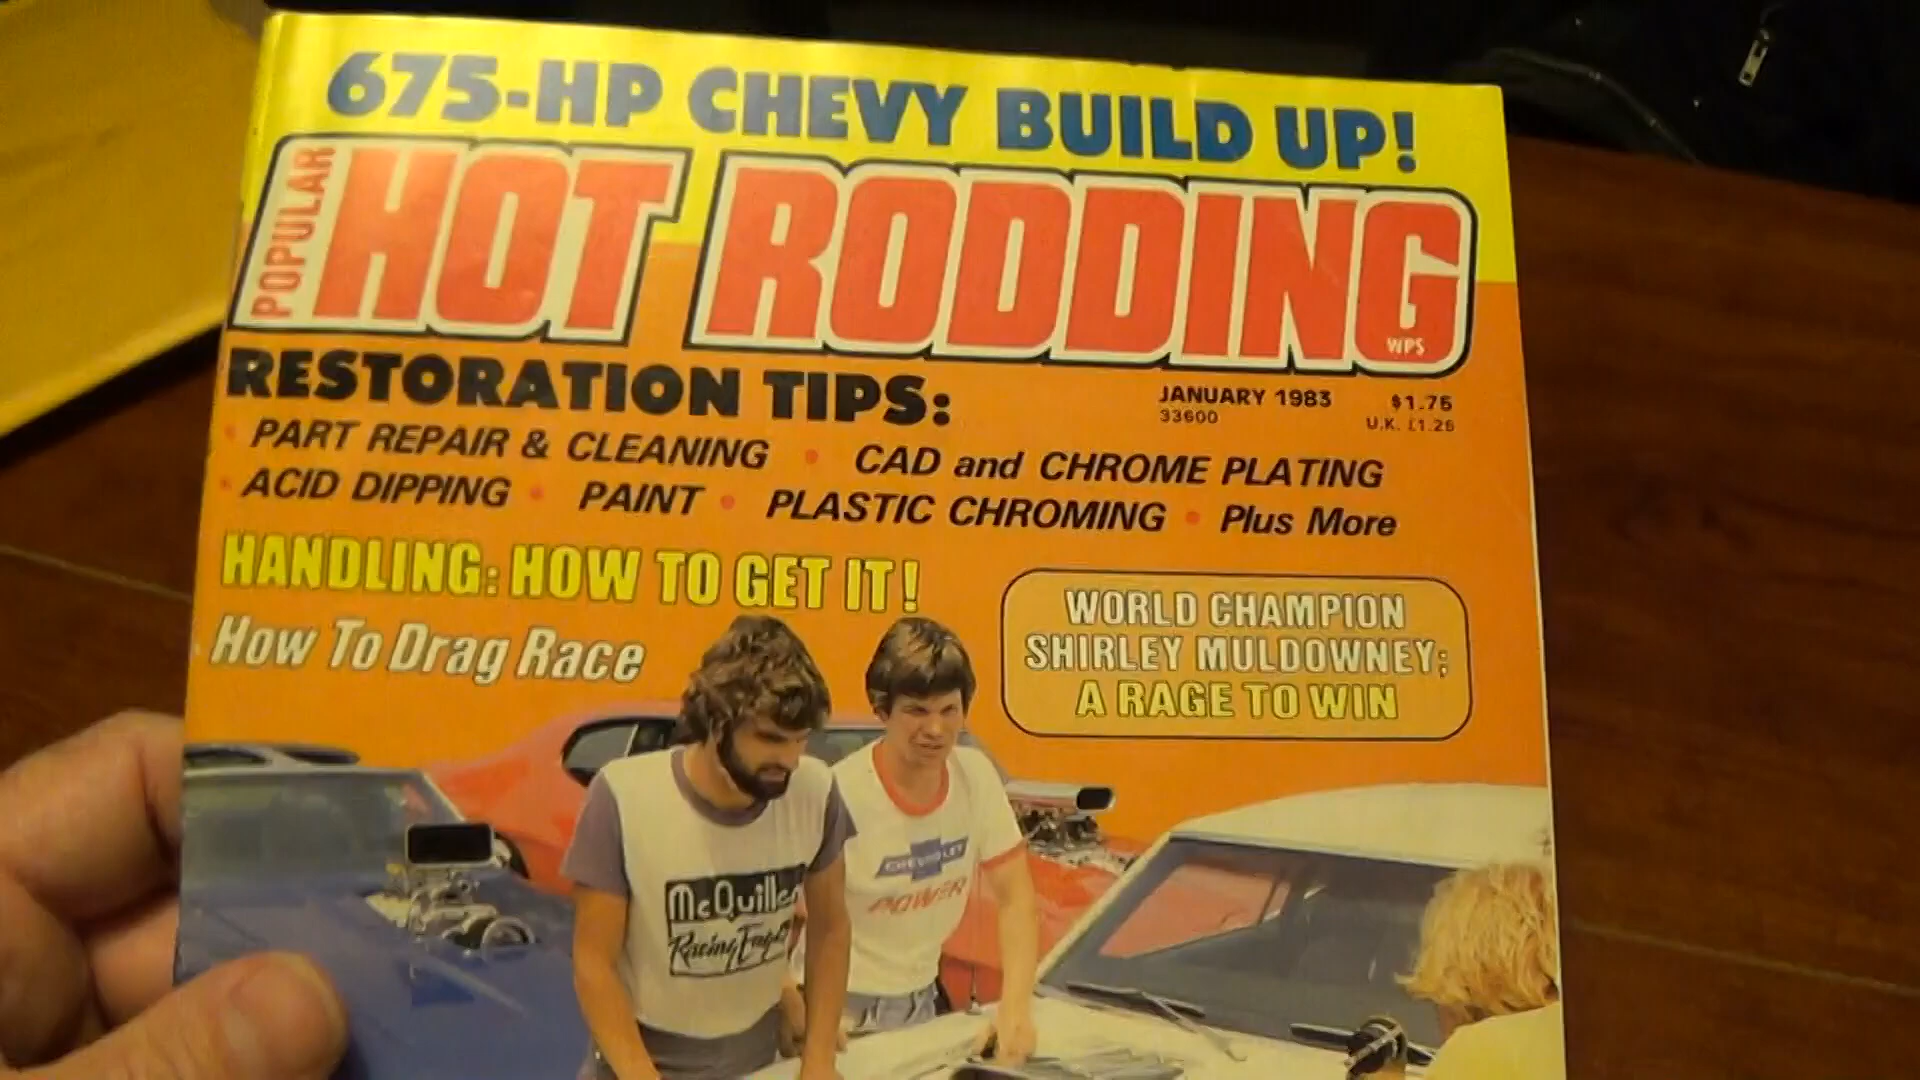 675-HP CHEVY BUILD UP!
POPULAR
HOT RODDING
WPS
RESTORATION TIPS:
JANUARY 1983
$1.75
33600
U.K. £1.25
• PART REPAIR & CLEANING • CAD and CHROME PLATING
• ACID DIPPING • PAINT • PLASTIC CHROMING • Plus More
HANDLING: HOW TO GET IT!
How To Drag Race
WORLD CHAMPION
SHIRLEY MULDOWNEY;
A RAGE TO WIN
CHEVROLET
POWER
Racing